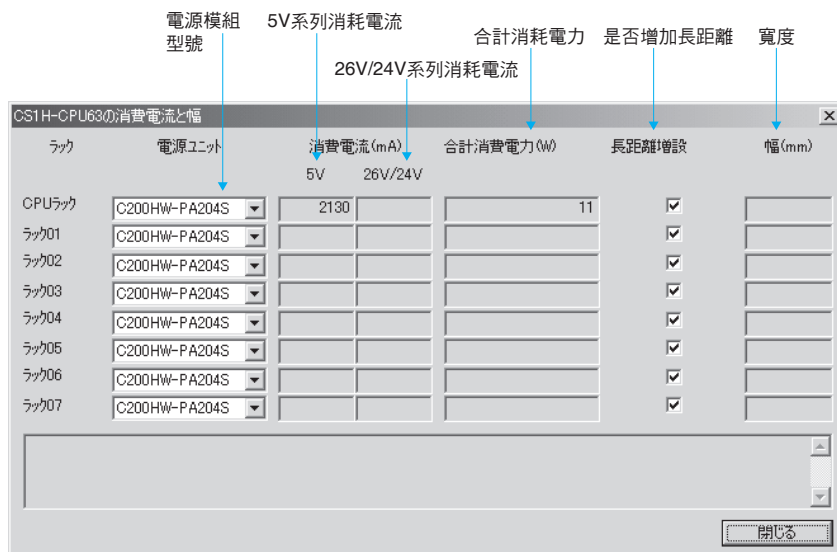 電源模組
型號
5V系列消耗電流
合計消耗電力 是否增加長距離 寬度
26V/24V系列消耗電流
CS1H-CPU63の消費電流と幅
ラック 電源ユニット 消費電流(mA) 合計消費電力(W) 長距離増設 幅(mm)
5V 26V/24V
CPUラック C200HW-PA204S 2130 11
ラック01 C200HW-PA204S
ラック02 C200HW-PA204S
ラック03 C200HW-PA204S
ラック04 C200HW-PA204S
ラック05 C200HW-PA204S
ラック06 C200HW-PA204S
ラック07 C200HW-PA204S
閉じる